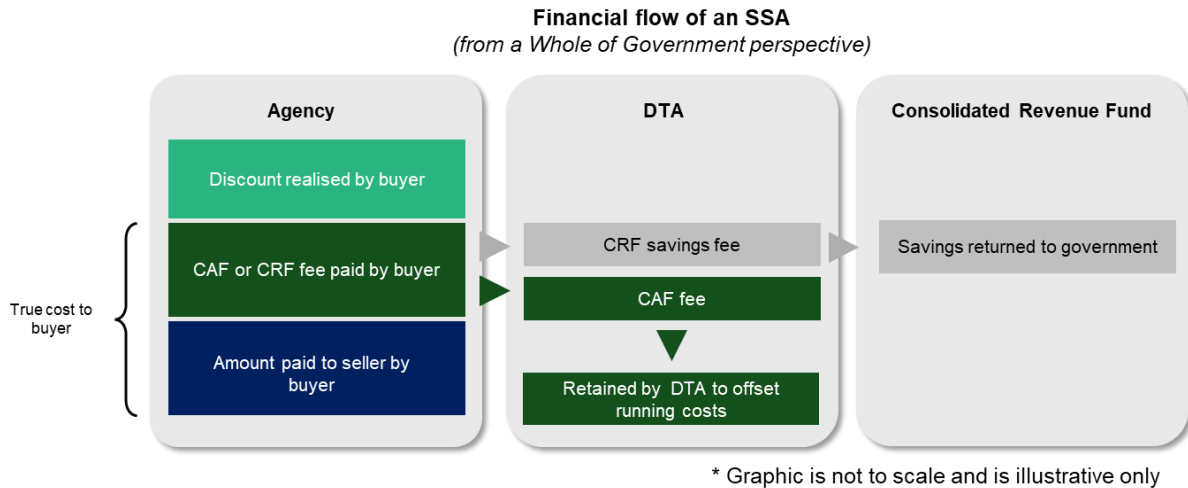 Financial flow of an SSA
(from a Whole of Government perspective)
Agency
Discount realised by buyer
CAF or CRF fee paid by buyer
Amount paid to seller by
buyer
True cost to
buyer
DTA
CRF savings fee
CAF fee
Retained by DTA to offset
running costs
Consolidated Revenue Fund
Savings returned to government
* Graphic is not to scale and is illustrative only